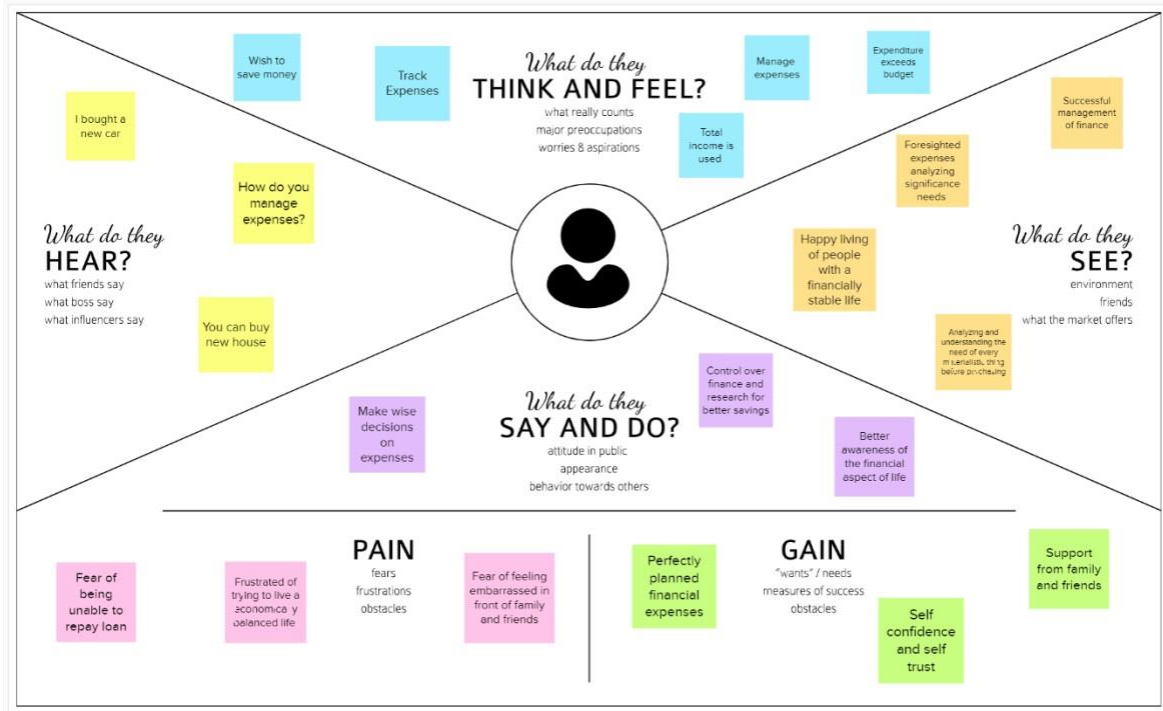 What do they
THINK AND FEEL?
what really counts
major preoccupations
worries & aspirations
Wish to
save money
Track
Expenses
Manage
expenses
Expenditure
exceeds
budget
Total
income is
used
What do they
HEAR?
what friends say
what boss say
what influencers say
I bought a
new car
How do you
manage
expenses?
You can buy
new house
What do they
SEE?
environment
friends
what the market offers
Successful
management
of finance
Foresighted
expenses
analyzing
significance
needs
Happy living
of people
with a
financially
stable life
Analyzing and
understanding the
need of every
materialistic thing
before purchasing
What do they
SAY AND DO?
attitude in public
appearance
behavior towards others
Make wise
decisions
on
expenses
Control over
finance and
research for
better savings
Better
awareness of
the financial
aspect of life
PAIN
fears
frustrations
obstacles
Fear of
being
unable to
repay loan
Frustrated of
trying to live a
economically
balanced life
Fear of feeling
embarrassed in
front of family
and friends
GAIN
"wants" / needs
measures of success
obstacles
Perfectly
planned
financial
expenses
Self
confidence
and self
trust
Support
from family
and friends